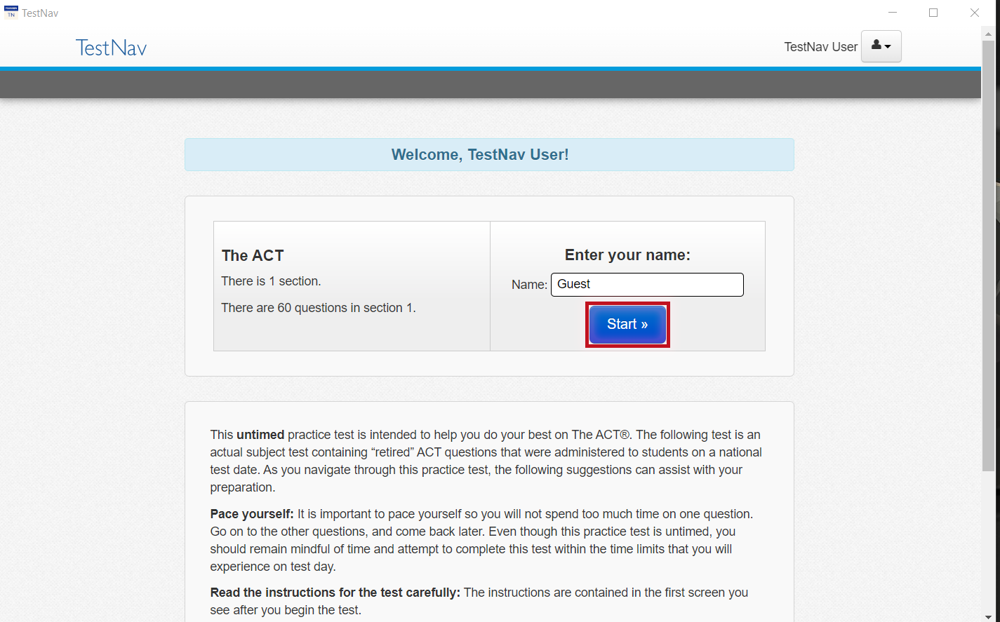 PEARSON
TN
TestNav
TestNav
TestNav User
Welcome, TestNav User!
The ACT
There is 1 section.
There are 60 questions in section 1.
Enter your name:
Name: Guest
Start »
This untimed practice test is intended to help you do your best on The ACT®. The following test is an
actual subject test containing “retired” ACT questions that were administered to students on a national
test date. As you navigate through this practice test, the following suggestions can assist with your
preparation.
Pace yourself: It is important to pace yourself so you will not spend too much time on one question.
Go on to the other questions, and come back later. Even though this practice test is untimed, you
should remain mindful of time and attempt to complete this test within the time limits that you will
experience on test day.
Read the instructions for the test carefully: The instructions are contained in the first screen you
see after you begin the test.